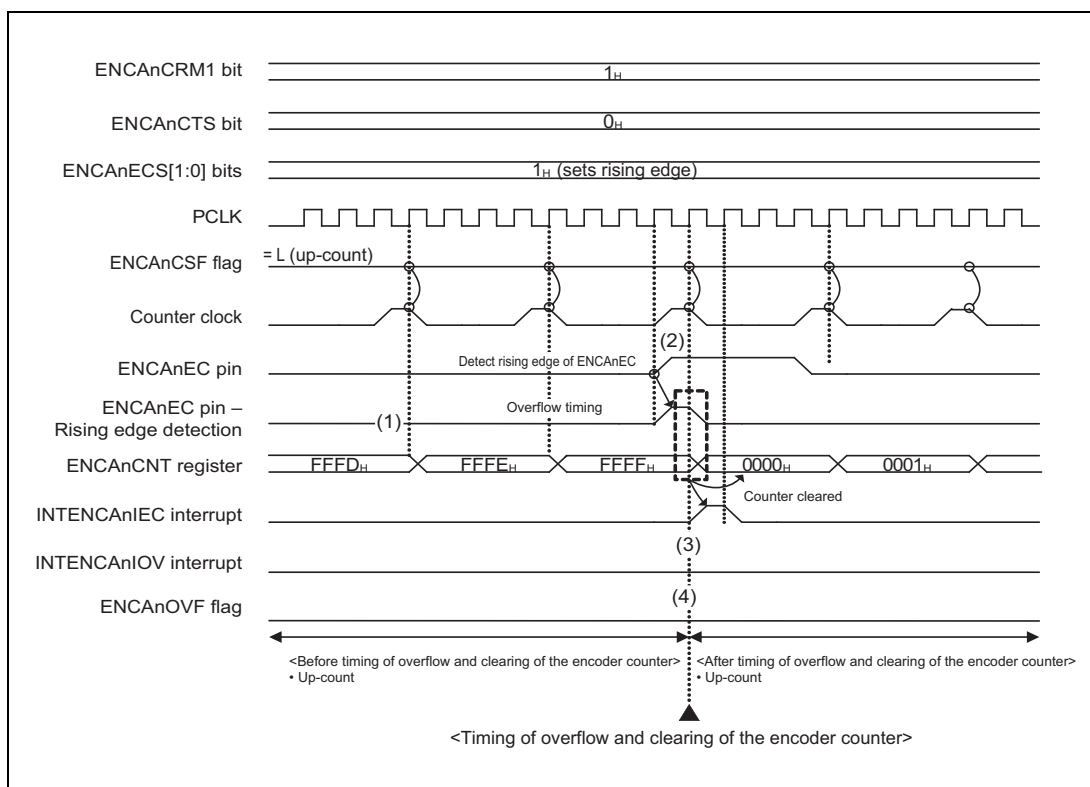 ENCAnCRM1 bit
1H
ENCAnCTS bit
0H
ENCAnECS[1:0] bits
1H (sets rising edge)
PCLK
= L (up-count)
ENCAnCSF flag
Counter clock
(2)
Detect rising edge of ENCAnEC
ENCAnEC pin
ENCAnEC pin –
Rising edge detection
(1)
Overflow timing
ENCAnCNT register
FFFDH FFFEH FFFFH 0000H 0001H
Counter cleared
INTENCAnIEC interrupt
(3)
INTENCAnIOV interrupt
(4)
ENCAnOVF flag
<Before timing of overflow and clearing of the encoder counter>
• Up-count
<After timing of overflow and clearing of the encoder counter>
• Up-count
<Timing of overflow and clearing of the encoder counter>